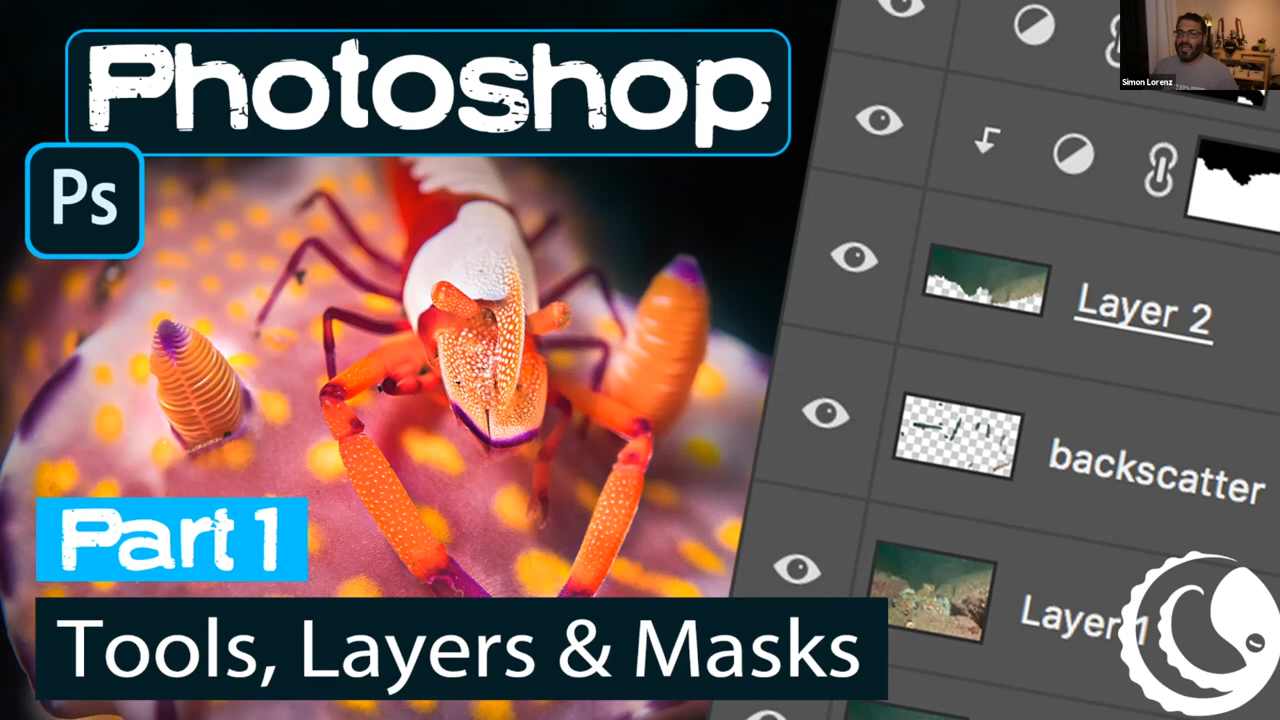 Photoshop
Simon Lorenz
Ps
Layer 2
backscatter
Part 1
Layer 1
Tools, Layers & Masks